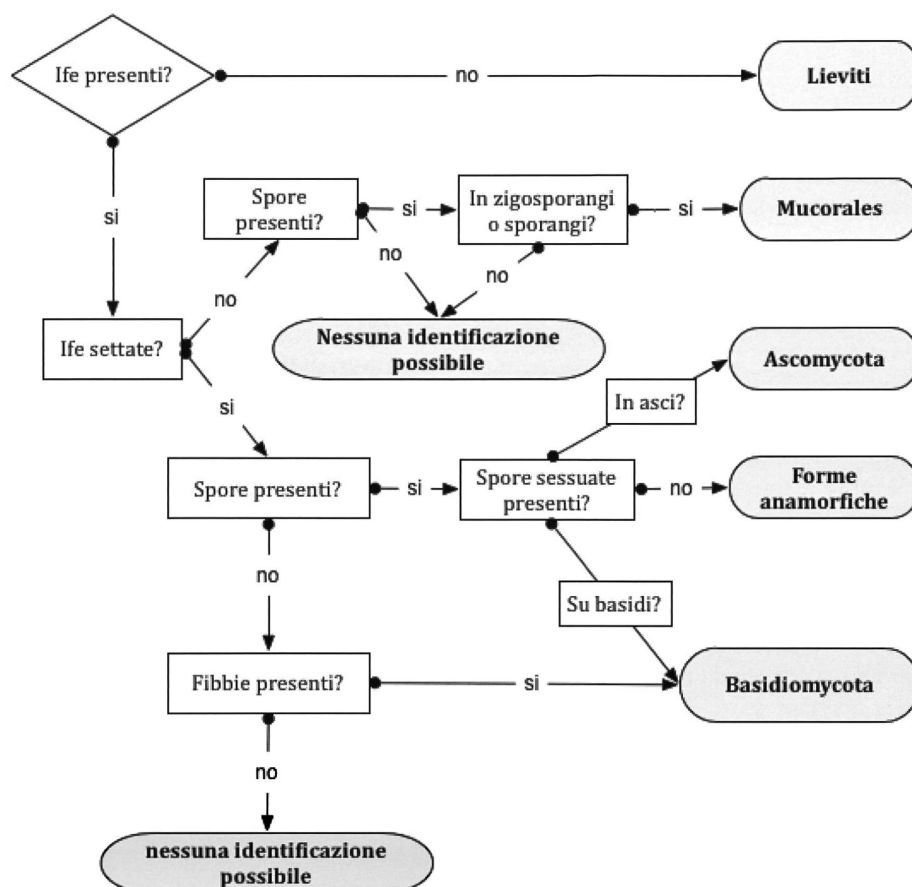 Ife presenti?
no
Lieviti
si
Spore
presenti?
si
In zigosporangi
o sporangi?
si
Mucorales
no
no
no
Ife settate?
Nessuna identificazione
possibile
Ascomycota
si
In asci?
Spore presenti?
si
Spore sessuate
presenti?
no
Forme
anamorfiche
no
Su basidi?
Fibbie presenti?
si
Basidiomycota
no
nessuna identificazione
possibile